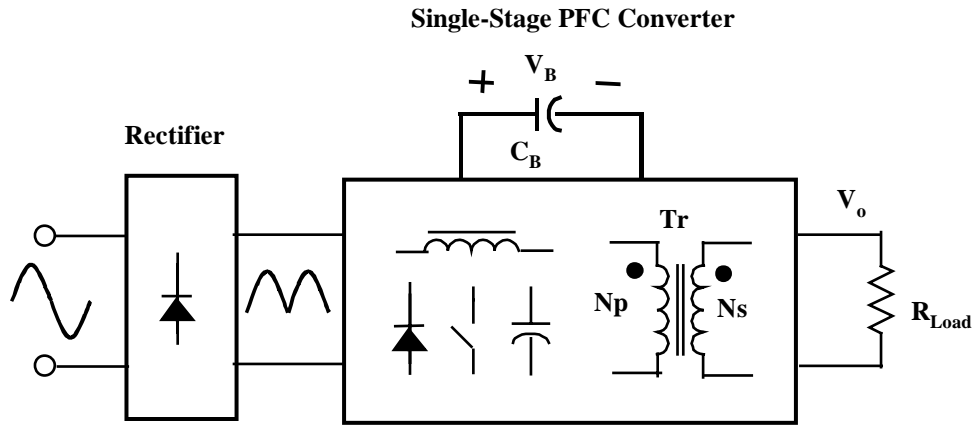 Single-Stage PFC Converter
+ V_B −
C_B
Rectifier
V_o
Tr
Np Ns
R_Load